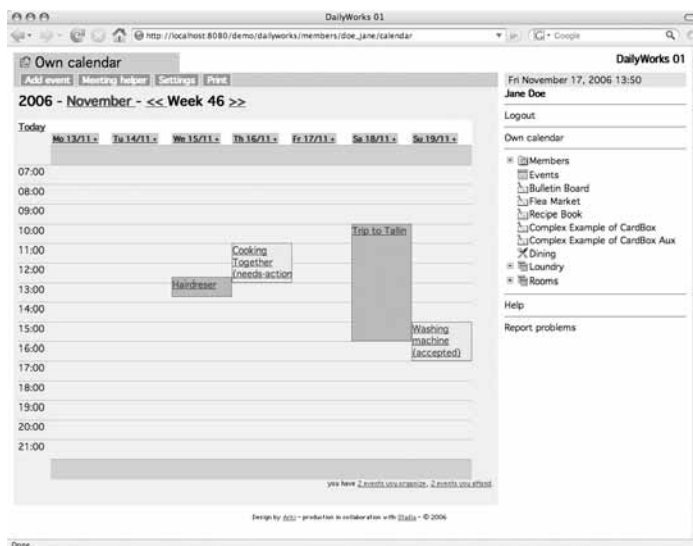 DailyWorks 01
http://localhost:8080/demo/dailyworks/members/doe_jane/calendar
Google
Own calendar
Add event Meeting helper Settings Print
2006 - November - << Week 46 >>
Today
Mo 13/11 + Tu 14/11 + We 15/11 + Th 16/11 + Fr 17/11 + Sa 18/11 + Su 19/11 +
07:00
08:00
09:00
10:00
11:00
12:00
13:00
14:00
15:00
16:00
17:00
18:00
19:00
20:00
21:00
Trip to Tallin
Cooking
Together
(needs-action
Hairdreser
Washing
machine
(accepted)
you have 2 events you organize, 2 events you attend.
DailyWorks 01
Fri November 17, 2006 13:50
Jane Doe
Logout
Own calendar
Members
Events
Bulletin Board
Flea Market
Recipe Book
Complex Example of CardBox
Complex Example of CardBox Aux
Dining
Loundry
Rooms
Help
Report problems
Design by - production in collaboration with - © 2006
Done